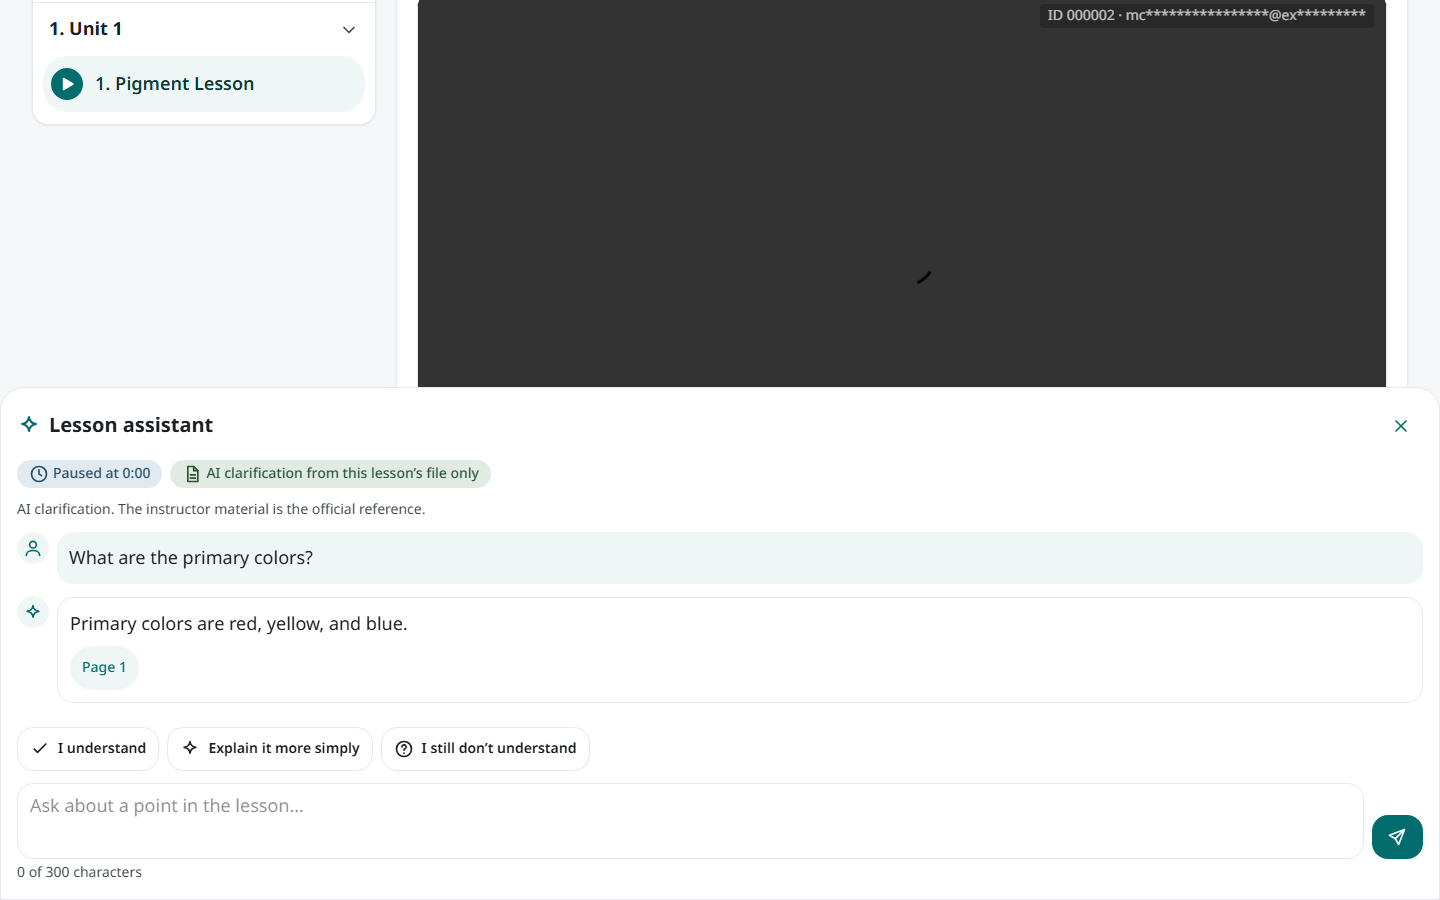 1. Unit 1
1. Pigment Lesson
ID 000002 · mc****************@ex*********
Lesson assistant
Paused at 0:00
AI clarification from this lesson’s file only
AI clarification. The instructor material is the official reference.
What are the primary colors?
Primary colors are red, yellow, and blue.
Page 1
I understand
Explain it more simply
I still don’t understand
Ask about a point in the lesson...
0 of 300 characters